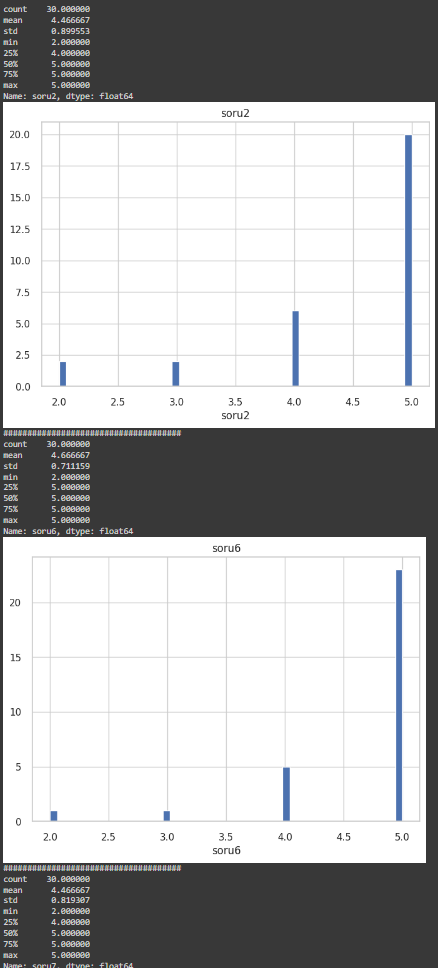 count    30.000000
mean      4.466667
std       0.899553
min       2.000000
25%       4.000000
50%       5.000000
75%       5.000000
max       5.000000
Name: soru2, dtype: float64
soru2
20.0
17.5
15.0
12.5
10.0
7.5
5.0
2.5
0.0
2.0 2.5 3.0 3.5 4.0 4.5 5.0
soru2
#####################################
count    30.000000
mean      4.666667
std       0.711159
min       2.000000
25%       5.000000
50%       5.000000
75%       5.000000
max       5.000000
Name: soru6, dtype: float64
soru6
20
15
10
5
0
2.0 2.5 3.0 3.5 4.0 4.5 5.0
soru6
#####################################
count    30.000000
mean      4.466667
std       0.819307
min       2.000000
25%       4.000000
50%       5.000000
75%       5.000000
max       5.000000
Name: soru7, dtype: float64